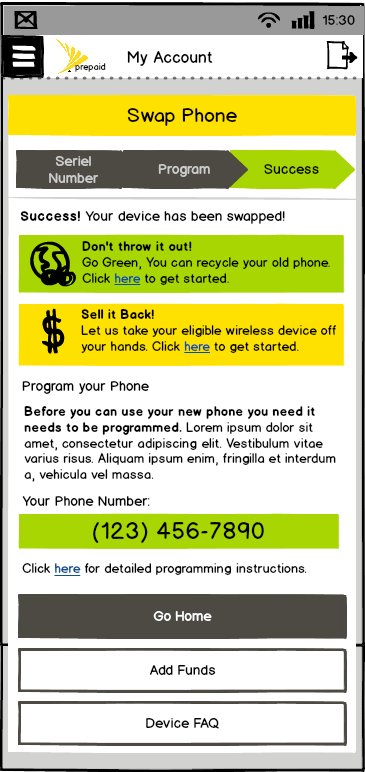 15:30
prepaid
My Account
Swap Phone
Seriel
Number
Program
Success
Success! Your device has been swapped!
Don't throw it out!
Go Green, You can recycle your old phone.
Click here to get started.
Sell it Back!
Let us take your eligible wireless device off
your hands. Click here to get started.
Program your Phone
Before you can use your new phone you need it
needs to be programmed. Lorem ipsum dolor sit
amet, consectetur adipiscing elit. Vestibulum vitae
varius risus. Aliquam ipsum enim, fringilla et interdum
a, vehicula vel massa.
Your Phone Number:
(123) 456-7890
Click here for detailed programming instructions.
Go Home
Add Funds
Device FAQ